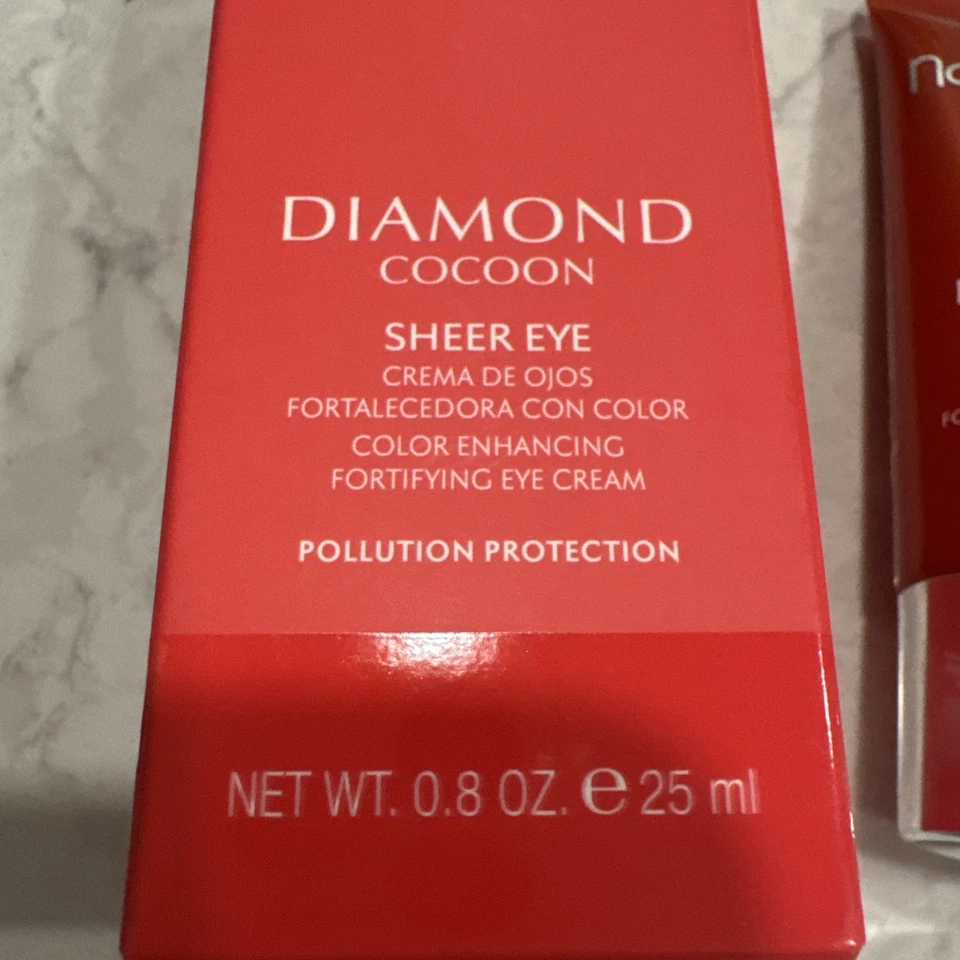 DIAMOND
COCOON
SHEER EYE
CREMA DE OJOS
FORTALECEDORA CON COLOR
COLOR ENHANCING
FORTIFYING EYE CREAM
POLLUTION PROTECTION
NET WT. 0.8 OZ. e 25 ml